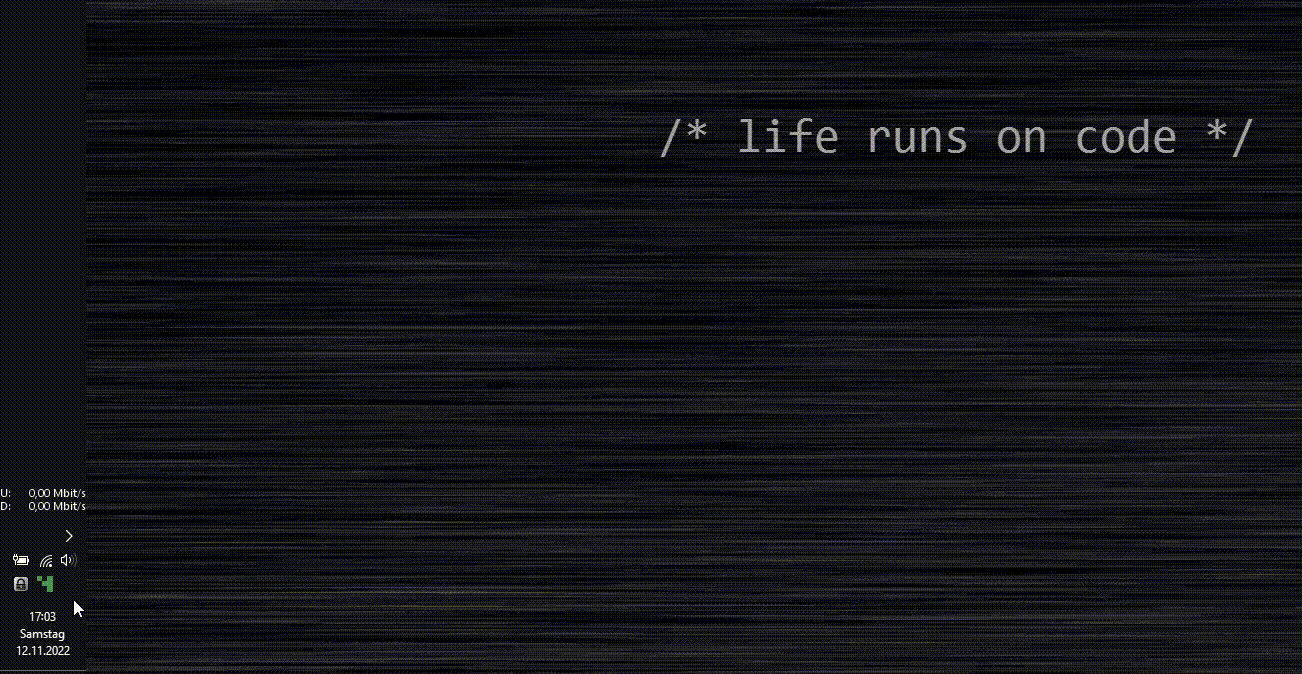 /* life runs on code */
U: 0,00 Mbit/s
D: 0,00 Mbit/s
17:03
Samstag
12.11.2022